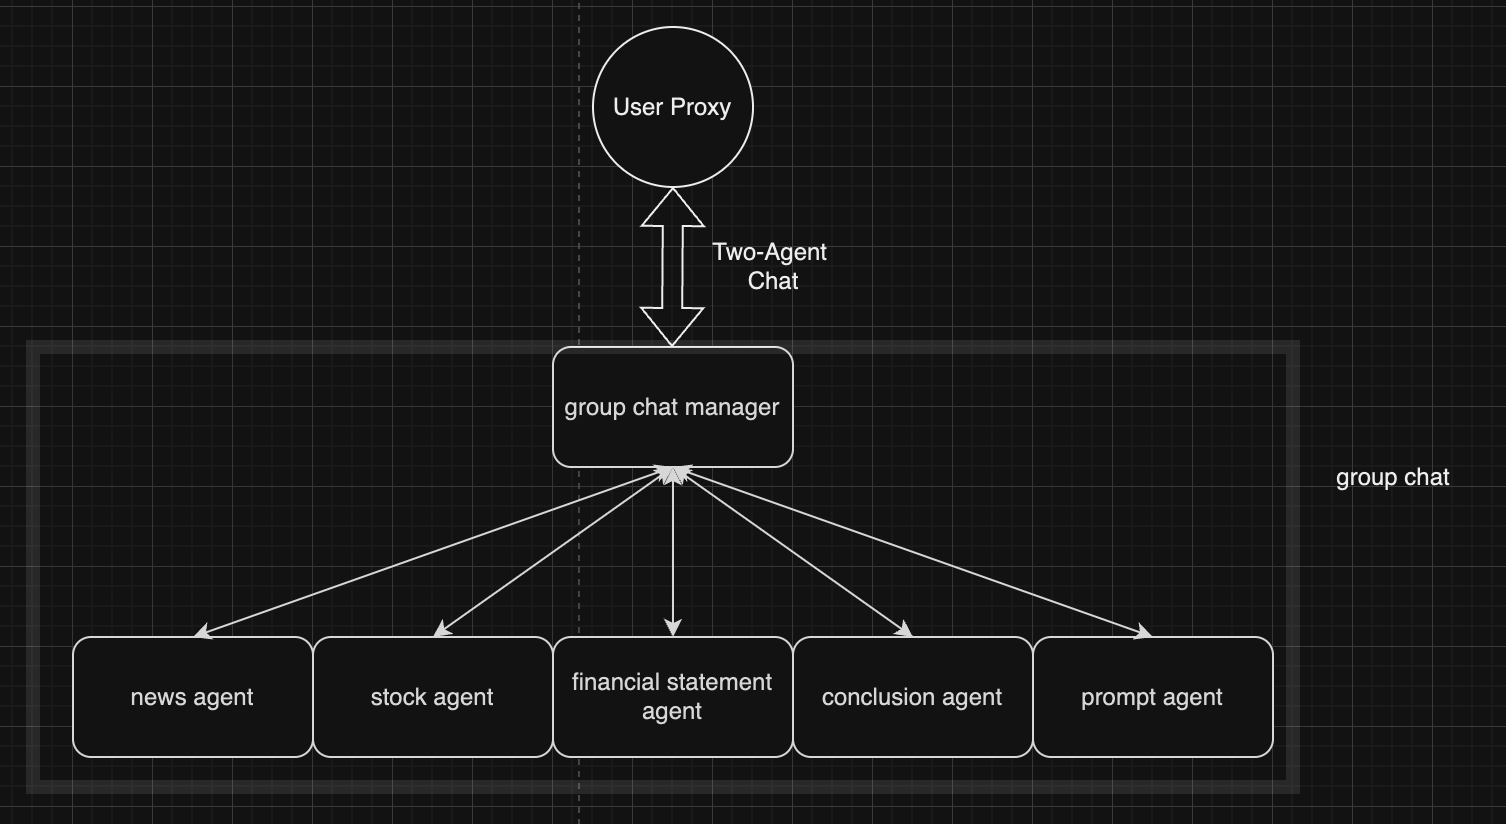 User Proxy
Two-Agent
Chat
group chat manager
group chat
news agent
stock agent
financial statement
agent
conclusion agent
prompt agent